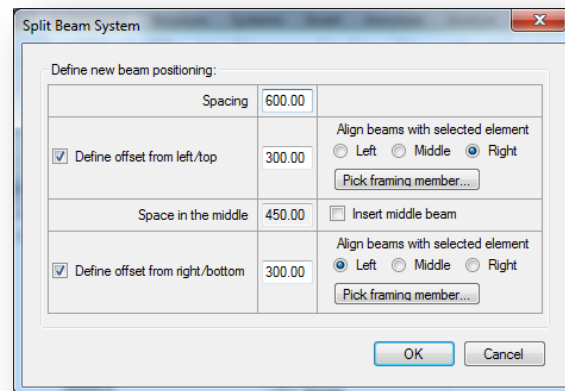 Split Beam System
Define new beam positioning:
Spacing 600.00
Align beams with selected element
Define offset from left/top 300.00 Left Middle Right
Pick framing member...
Space in the middle 450.00 Insert middle beam
Align beams with selected element
Define offset from right/bottom 300.00 Left Middle Right
Pick framing member...
OK Cancel